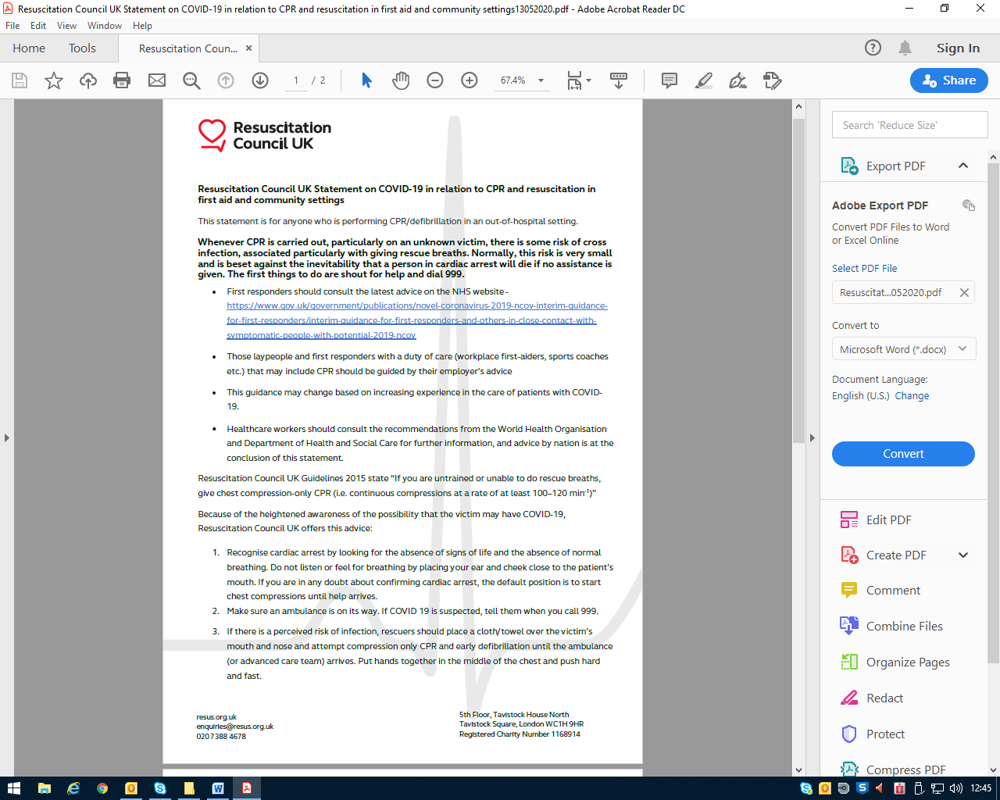 Resuscitation Council UK Statement on COVID-19 in relation to CPR and resuscitation in first aid and community settings13052020.pdf - Adobe Acrobat Reader DC
File Edit View Window Help
Home Tools Resuscitation Coun... × Sign In
1 / 2 67.4% Share
Resuscitation
Council UK
Resuscitation Council UK Statement on COVID-19 in relation to CPR and resuscitation in
first aid and community settings
This statement is for anyone who is performing CPR/defibrillation in an out-of-hospital setting.
Whenever CPR is carried out, particularly on an unknown victim, there is some risk of cross
infection, associated particularly with giving rescue breaths. Normally, this risk is very small
and is beset against the inevitability that a person in cardiac arrest will die if no assistance is
given. The first things to do are shout for help and dial 999.
• First responders should consult the latest advice on the NHS website -
https://www.gov.uk/government/publications/novel-coronavirus-2019-ncov-interim-guidance-
for-first-responders/interim-guidance-for-first-responders-and-others-in-close-contact-with-
symptomatic-people-with-potential-2019-ncov
• Those laypeople and first responders with a duty of care (workplace first-aiders, sports coaches
etc.) that may include CPR should be guided by their employer's advice
• This guidance may change based on increasing experience in the care of patients with COVID-
19.
• Healthcare workers should consult the recommendations from the World Health Organisation
and Department of Health and Social Care for further information, and advice by nation is at the
conclusion of this statement.
Resuscitation Council UK Guidelines 2015 state “If you are untrained or unable to do rescue breaths,
give chest compression-only CPR (i.e. continuous compressions at a rate of at least 100–120 min⁻¹)”
Because of the heightened awareness of the possibility that the victim may have COVID-19,
Resuscitation Council UK offers this advice:
1. Recognise cardiac arrest by looking for the absence of signs of life and the absence of normal
breathing. Do not listen or feel for breathing by placing your ear and cheek close to the patient's
mouth. If you are in any doubt about confirming cardiac arrest, the default position is to start
chest compressions until help arrives.
2. Make sure an ambulance is on its way. If COVID 19 is suspected, tell them when you call 999.
3. If there is a perceived risk of infection, rescuers should place a cloth/towel over the victim's
mouth and nose and attempt compression only CPR and early defibrillation until the ambulance
(or advanced care team) arrives. Put hands together in the middle of the chest and push hard
and fast.
resus.org.uk
enquiries@resus.org.uk
020 7388 4678
5th Floor, Tavistock House North
Tavistock Square, London WC1H 9HR
Registered Charity Number 1168914
Search 'Reduce Size'
Export PDF
Adobe Export PDF
Convert PDF Files to Word
or Excel Online
Select PDF File
Resuscitat...052020.pdf
Convert to
Microsoft Word (*.docx)
Document Language:
English (U.S.) Change
Convert
Edit PDF
Create PDF
Comment
Combine Files
Organize Pages
Redact
Protect
Compress PDF
12:45